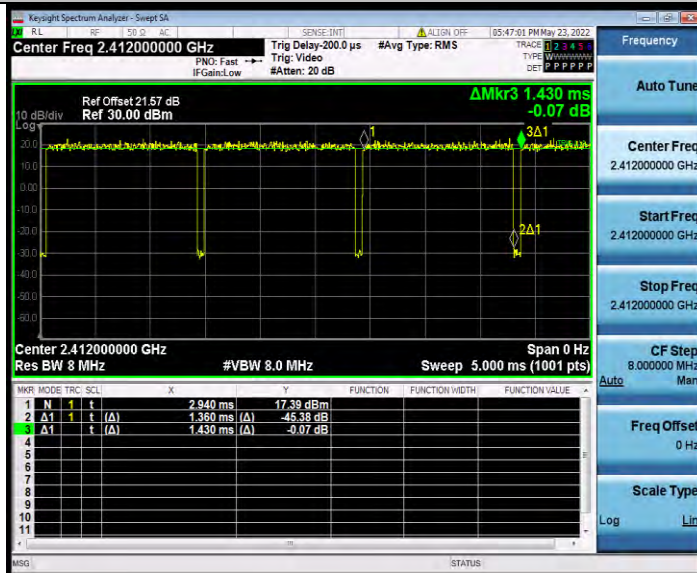 Keysight Spectrum Analyzer - Swept SA
RL RF 50 Ω AC SENSE:INT ALIGN OFF 05:47:01 PM May 23, 2022
Center Freq 2.412000000 GHz
PNO: Fast
IFGain:Low
Trig Delay-200.0 µs
Trig: Video
#Atten: 20 dB
#Avg Type: RMS
TRACE 1 2 3 4 5 6
TYPE
DET P P P P P P
Ref Offset 21.57 dB
10 dB/div Ref 30.00 dBm
Log
ΔMkr3 1.430 ms
-0.07 dB
20.0
10.0
0.00
-10.0
-20.0
-30.0
-40.0
-50.0
-60.0
1
3Δ1
2Δ1
Center 2.412000000 GHz Span 0 Hz
Res BW 8 MHz #VBW 8.0 MHz Sweep 5.000 ms (1001 pts)
MKR MODE TRC SCL X Y FUNCTION FUNCTION WIDTH FUNCTION VALUE
1 N 1 t 2.940 ms 17.39 dBm
2 Δ1 1 t (Δ) 1.360 ms (Δ) -45.38 dB
3 Δ1 t (Δ) 1.430 ms (Δ) -0.07 dB
4
5
6
7
8
9
10
11
MSG STATUS
Frequency
Auto Tune
Center Freq
2.412000000 GHz
Start Freq
2.412000000 GHz
Stop Freq
2.412000000 GHz
CF Step
8.000000 MHz
Auto Man
Freq Offset
0 Hz
Scale Type
Log Lin